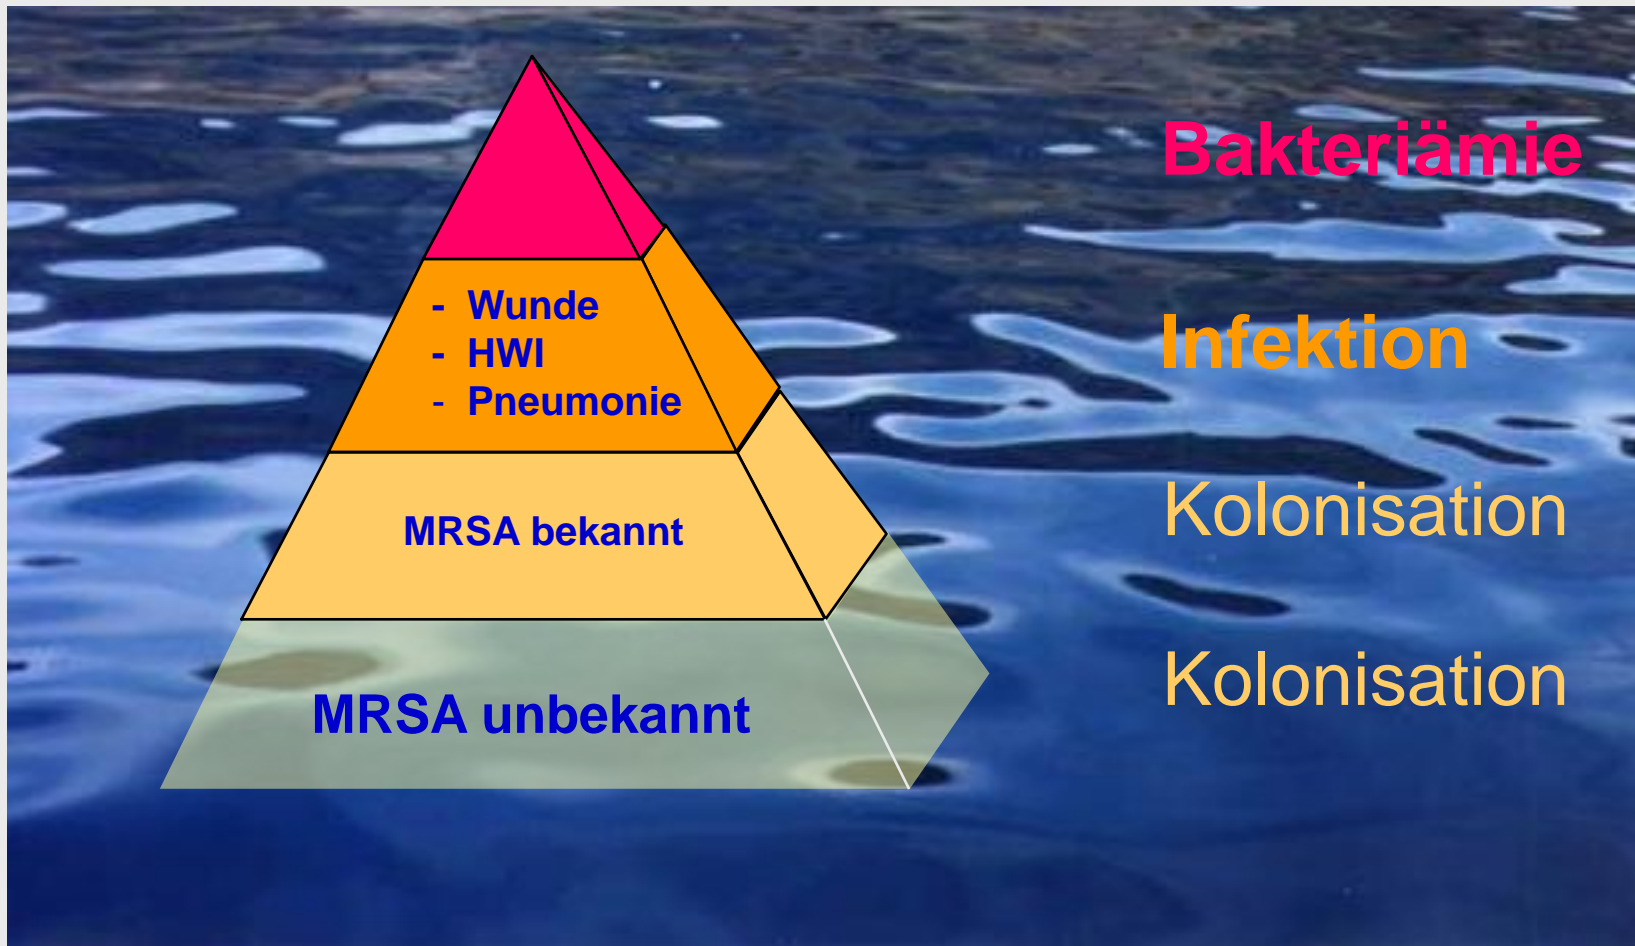 Bakteriämie
- Wunde
- HWI
- Pneumonie
Infektion
MRSA bekannt
Kolonisation
MRSA unbekannt
Kolonisation